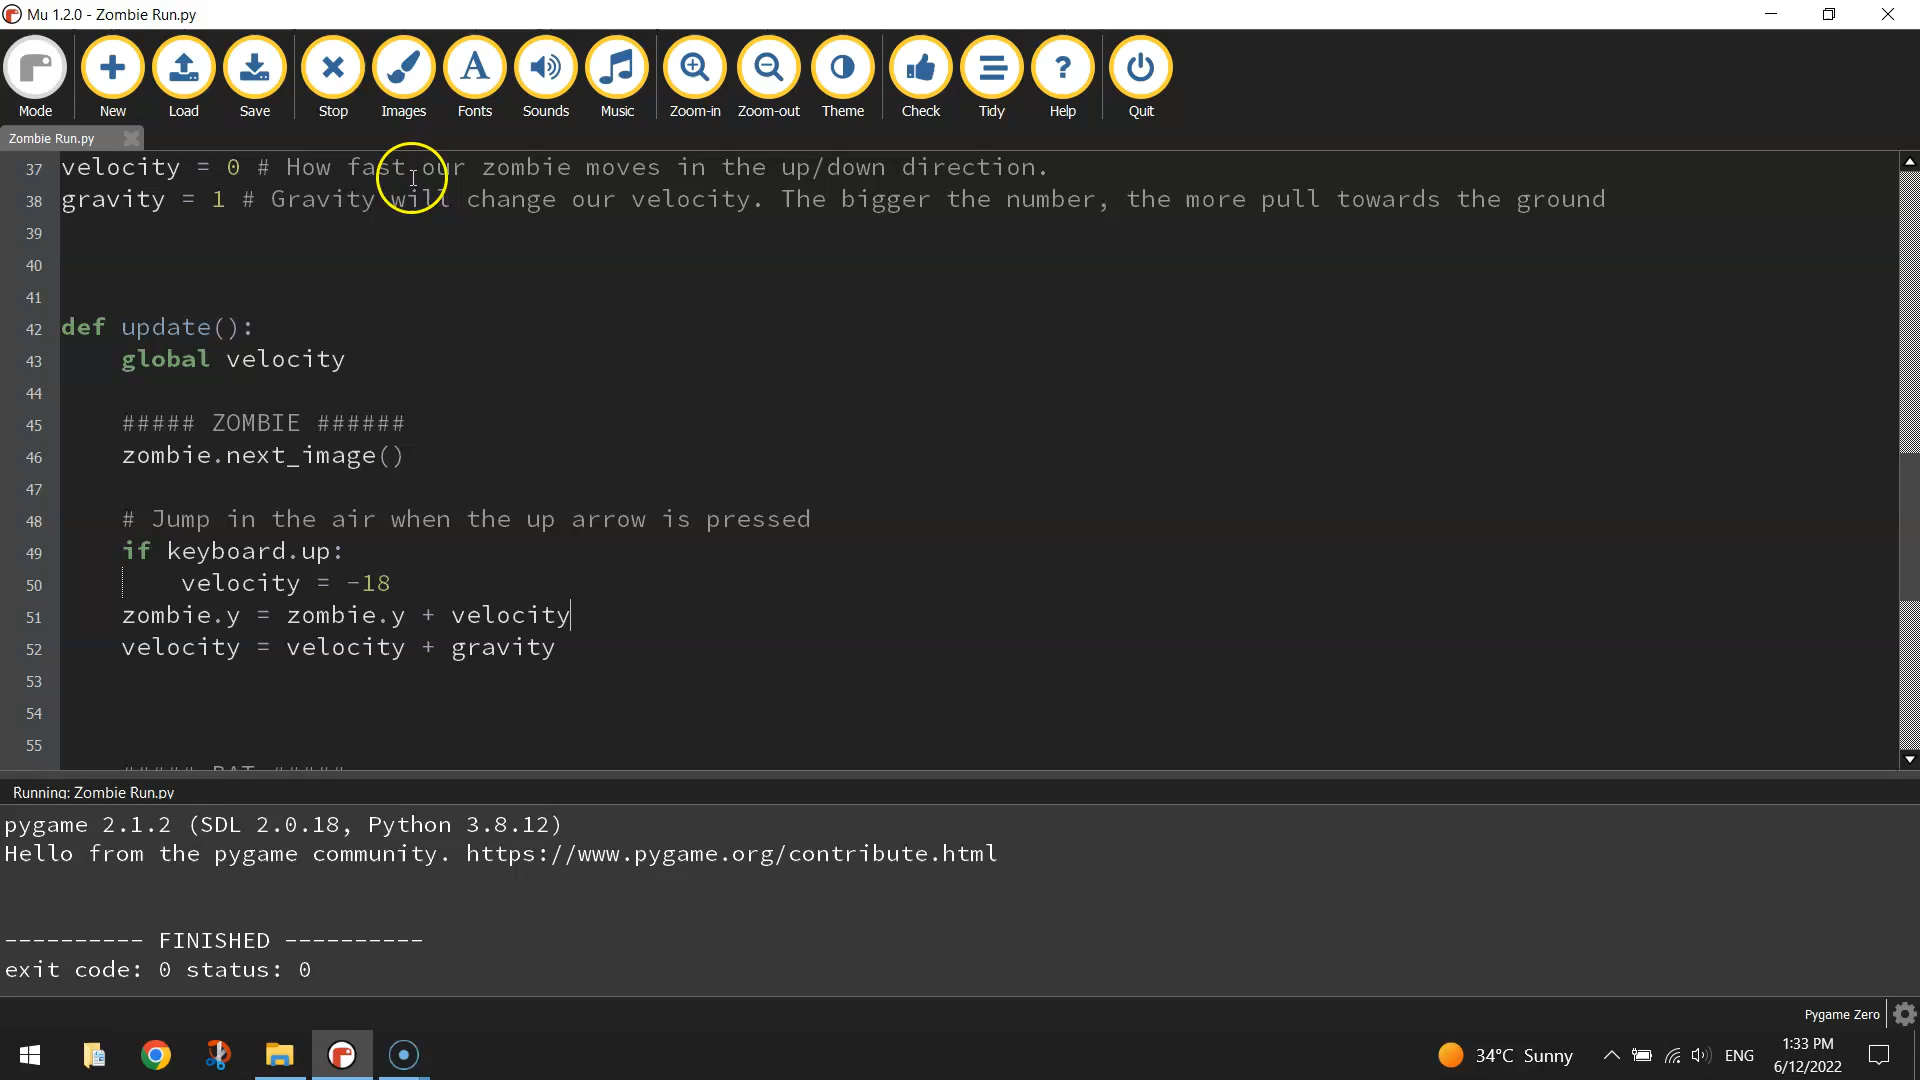 Mu 1.2.0 - Zombie Run.py
Mode New Load Save Stop Images Fonts Sounds Music Zoom-in Zoom-out Theme Check Tidy Help Quit
Zombie Run.py
37 velocity = 0 # How fast our zombie moves in the up/down direction.
38 gravity = 1 # Gravity will change our velocity. The bigger the number, the more pull towards the ground
39
40
41
42 def update():
43 global velocity
44
45 ##### ZOMBIE ######
46 zombie.next_image()
47
48 # Jump in the air when the up arrow is pressed
49 if keyboard.up:
50 velocity = -18
51 zombie.y = zombie.y + velocity
52 velocity = velocity + gravity
53
54
55
Running: Zombie Run.py
pygame 2.1.2 (SDL 2.0.18, Python 3.8.12)
Hello from the pygame community. https://www.pygame.org/contribute.html
---------- FINISHED ----------
exit code: 0 status: 0
Pygame Zero
34°C Sunny
ENG
1:33 PM
6/12/2022